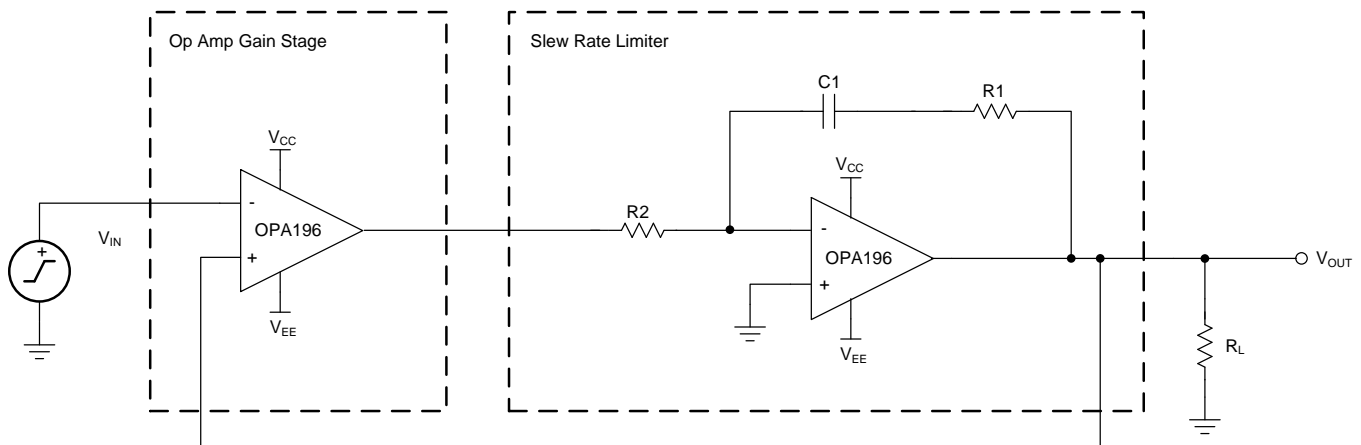 Op Amp Gain Stage
Slew Rate Limiter
C1
R1
VCC
VCC
R2
-
OPA196
+
VIN
+
VEE
-
OPA196
+
VEE
VOUT
RL